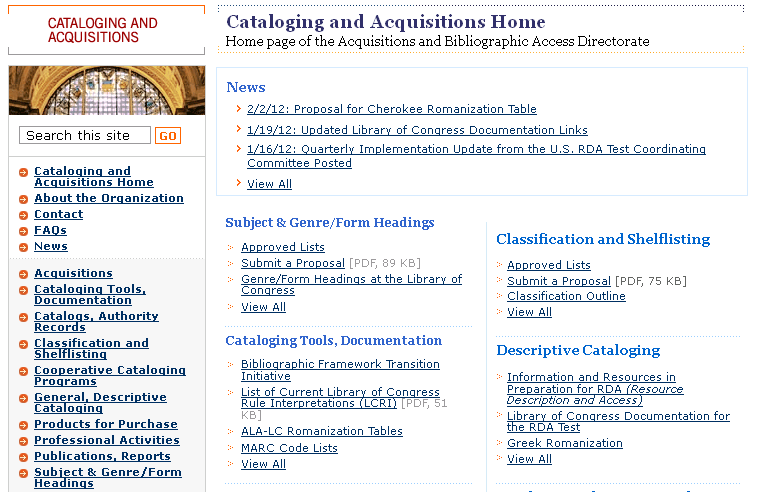 CATALOGING AND
ACQUISITIONS
Cataloging and Acquisitions Home
Home page of the Acquisitions and Bibliographic Access Directorate
Search this site
GO
Cataloging and
Acquisitions Home
About the Organization
Contact
FAQs
News
Acquisitions
Cataloging Tools,
Documentation
Catalogs, Authority
Records
Classification and
Shelflisting
Cooperative Cataloging
Programs
General, Descriptive
Cataloging
Products for Purchase
Professional Activities
Publications, Reports
Subject & Genre/Form
Headings
News
2/2/12: Proposal for Cherokee Romanization Table
1/19/12: Updated Library of Congress Documentation Links
1/16/12: Quarterly Implementation Update from the U.S. RDA Test Coordinating
Committee Posted
View All
Subject & Genre/Form Headings
Approved Lists
Submit a Proposal [PDF, 89 KB]
Genre/Form Headings at the Library of
Congress
View All
Cataloging Tools, Documentation
Bibliographic Framework Transition
Initiative
List of Current Library of Congress
Rule Interpretations (LCRI) [PDF, 51
KB]
ALA-LC Romanization Tables
MARC Code Lists
View All
Classification and Shelflisting
Approved Lists
Submit a Proposal [PDF, 75 KB]
Classification Outline
View All
Descriptive Cataloging
Information and Resources in
Preparation for RDA (Resource
Description and Access)
Library of Congress Documentation for
the RDA Test
Greek Romanization
View All